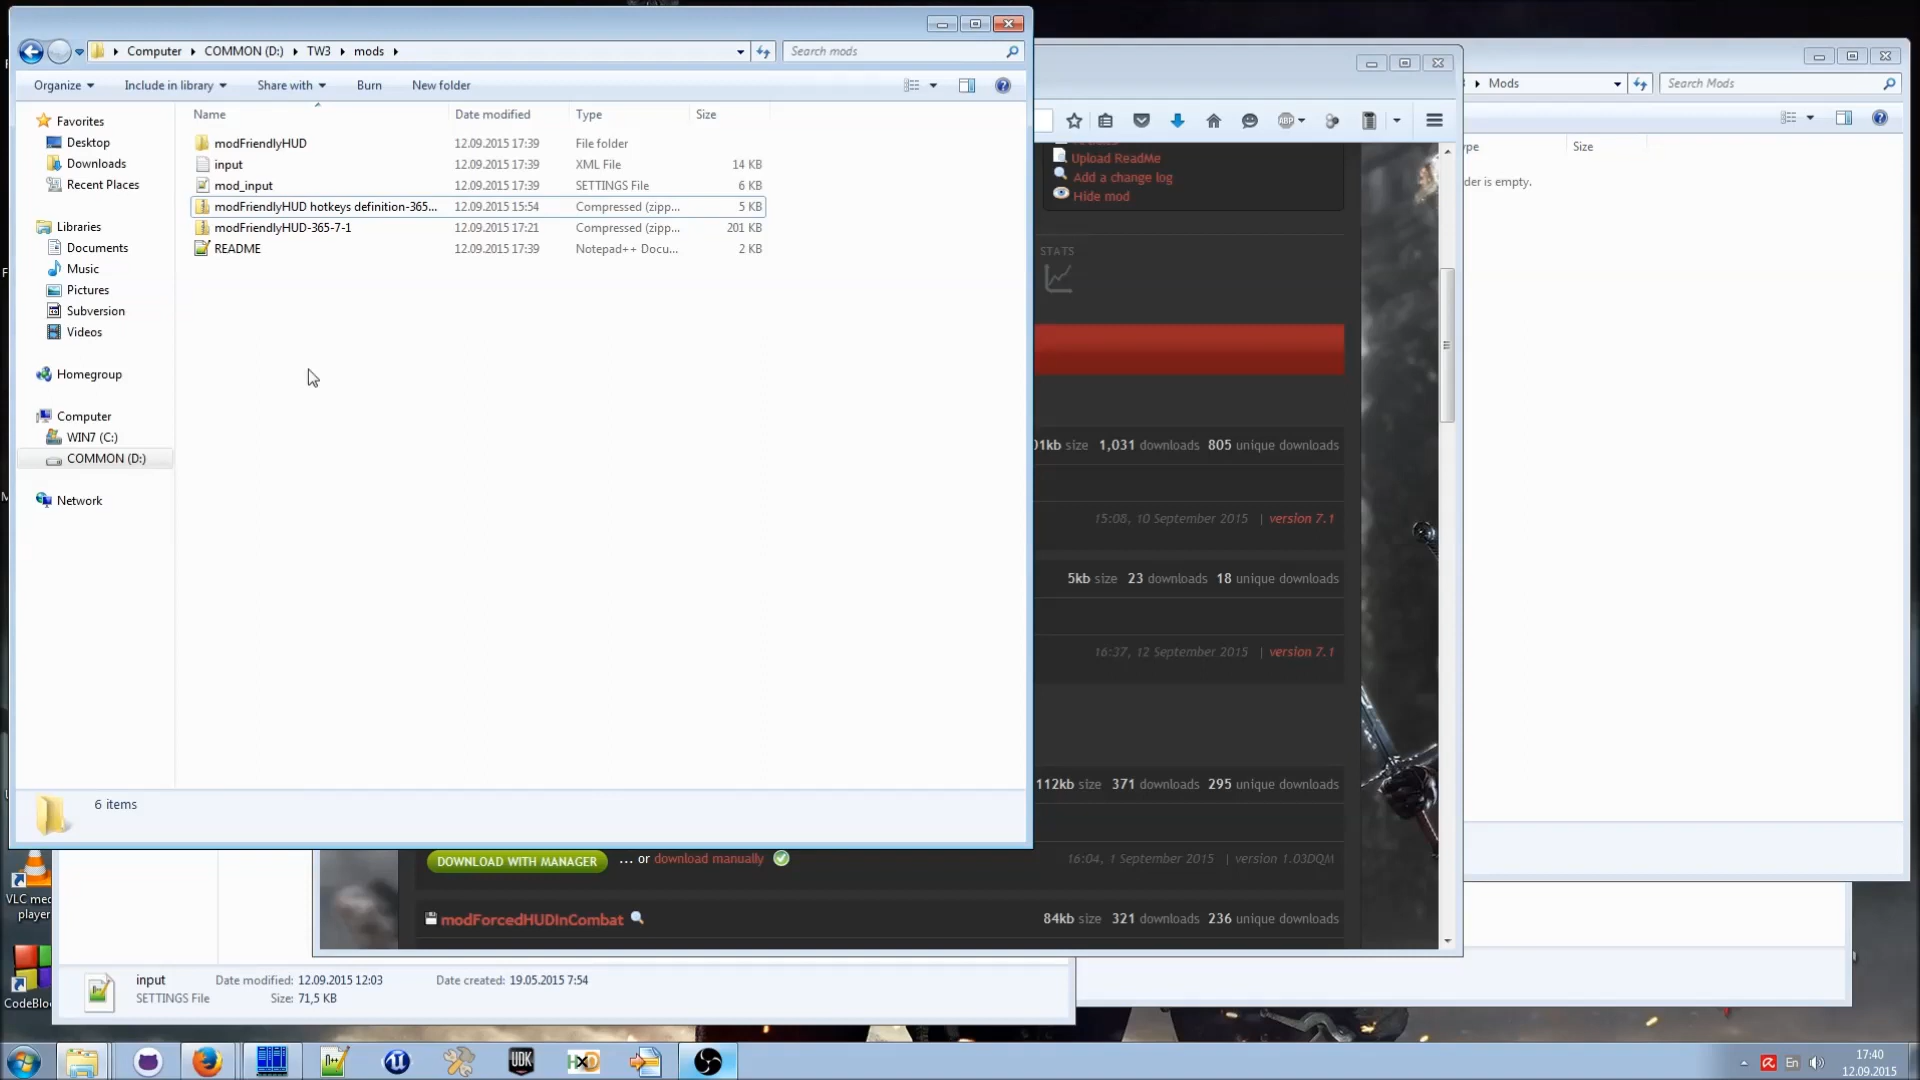 Computer COMMON (D:) TW3 mods
Search mods
Organize Include in library Share with Burn New folder
Name Date modified Type Size
Favorites
Desktop
Downloads
Recent Places
Libraries
Documents
Music
Pictures
Subversion
Videos
Homegroup
Computer
WIN7 (C:)
COMMON (D:)
Network
modFriendlyHUD 12.09.2015 17:39 File folder
input 12.09.2015 17:39 XML File 14 KB
mod_input 12.09.2015 17:39 SETTINGS File 6 KB
modFriendlyHUD hotkeys definition-365... 12.09.2015 15:54 Compressed (zipp... 5 KB
modFriendlyHUD-365-7-1 12.09.2015 17:21 Compressed (zipp... 201 KB
README 12.09.2015 17:39 Notepad++ Docu... 2 KB
6 items
ABP
Upload ReadMe
Add a change log
Hide mod
STATS
01kb size 1,031 downloads 805 unique downloads
15:08, 10 September 2015 | version 7.1
5kb size 23 downloads 18 unique downloads
16:37, 12 September 2015 | version 7.1
112kb size 371 downloads 295 unique downloads
DOWNLOAD WITH MANAGER ... or download manually
16:04, 1 September 2015 | version 1.03DQM
modForcedHUDInCombat 84kb size 321 downloads 236 unique downloads
Mods
Search Mods
ype Size
der is empty.
VLC med
player
CodeBlo
input Date modified: 12.09.2015 12:03 Date created: 19.05.2015 7:54
SETTINGS File Size: 71,5 KB
UDK
HxD
En
17:40
12.09.2015